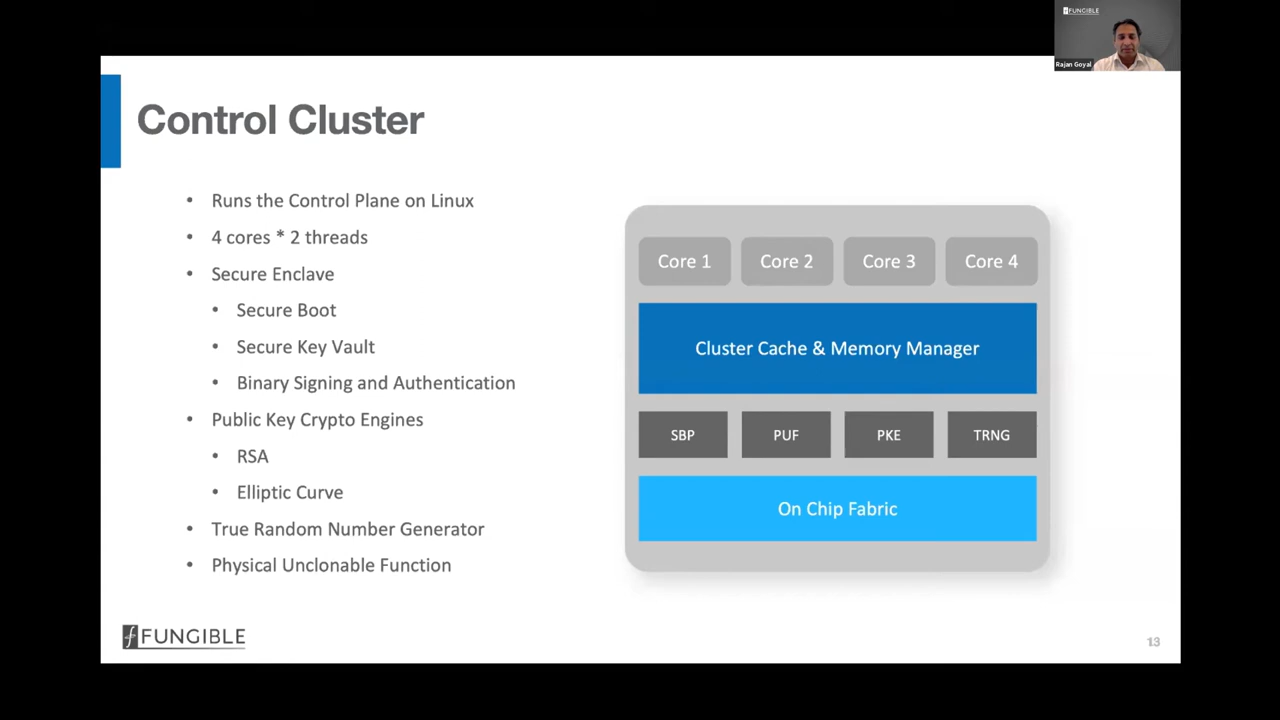 FUNGIBLE
Rajan Goyal
Control Cluster
• Runs the Control Plane on Linux
• 4 cores * 2 threads
• Secure Enclave
• Secure Boot
• Secure Key Vault
• Binary Signing and Authentication
• Public Key Crypto Engines
• RSA
• Elliptic Curve
• True Random Number Generator
• Physical Unclonable Function
Core 1 Core 2 Core 3 Core 4
Cluster Cache & Memory Manager
SBP PUF PKE TRNG
On Chip Fabric
f FUNGIBLE
13